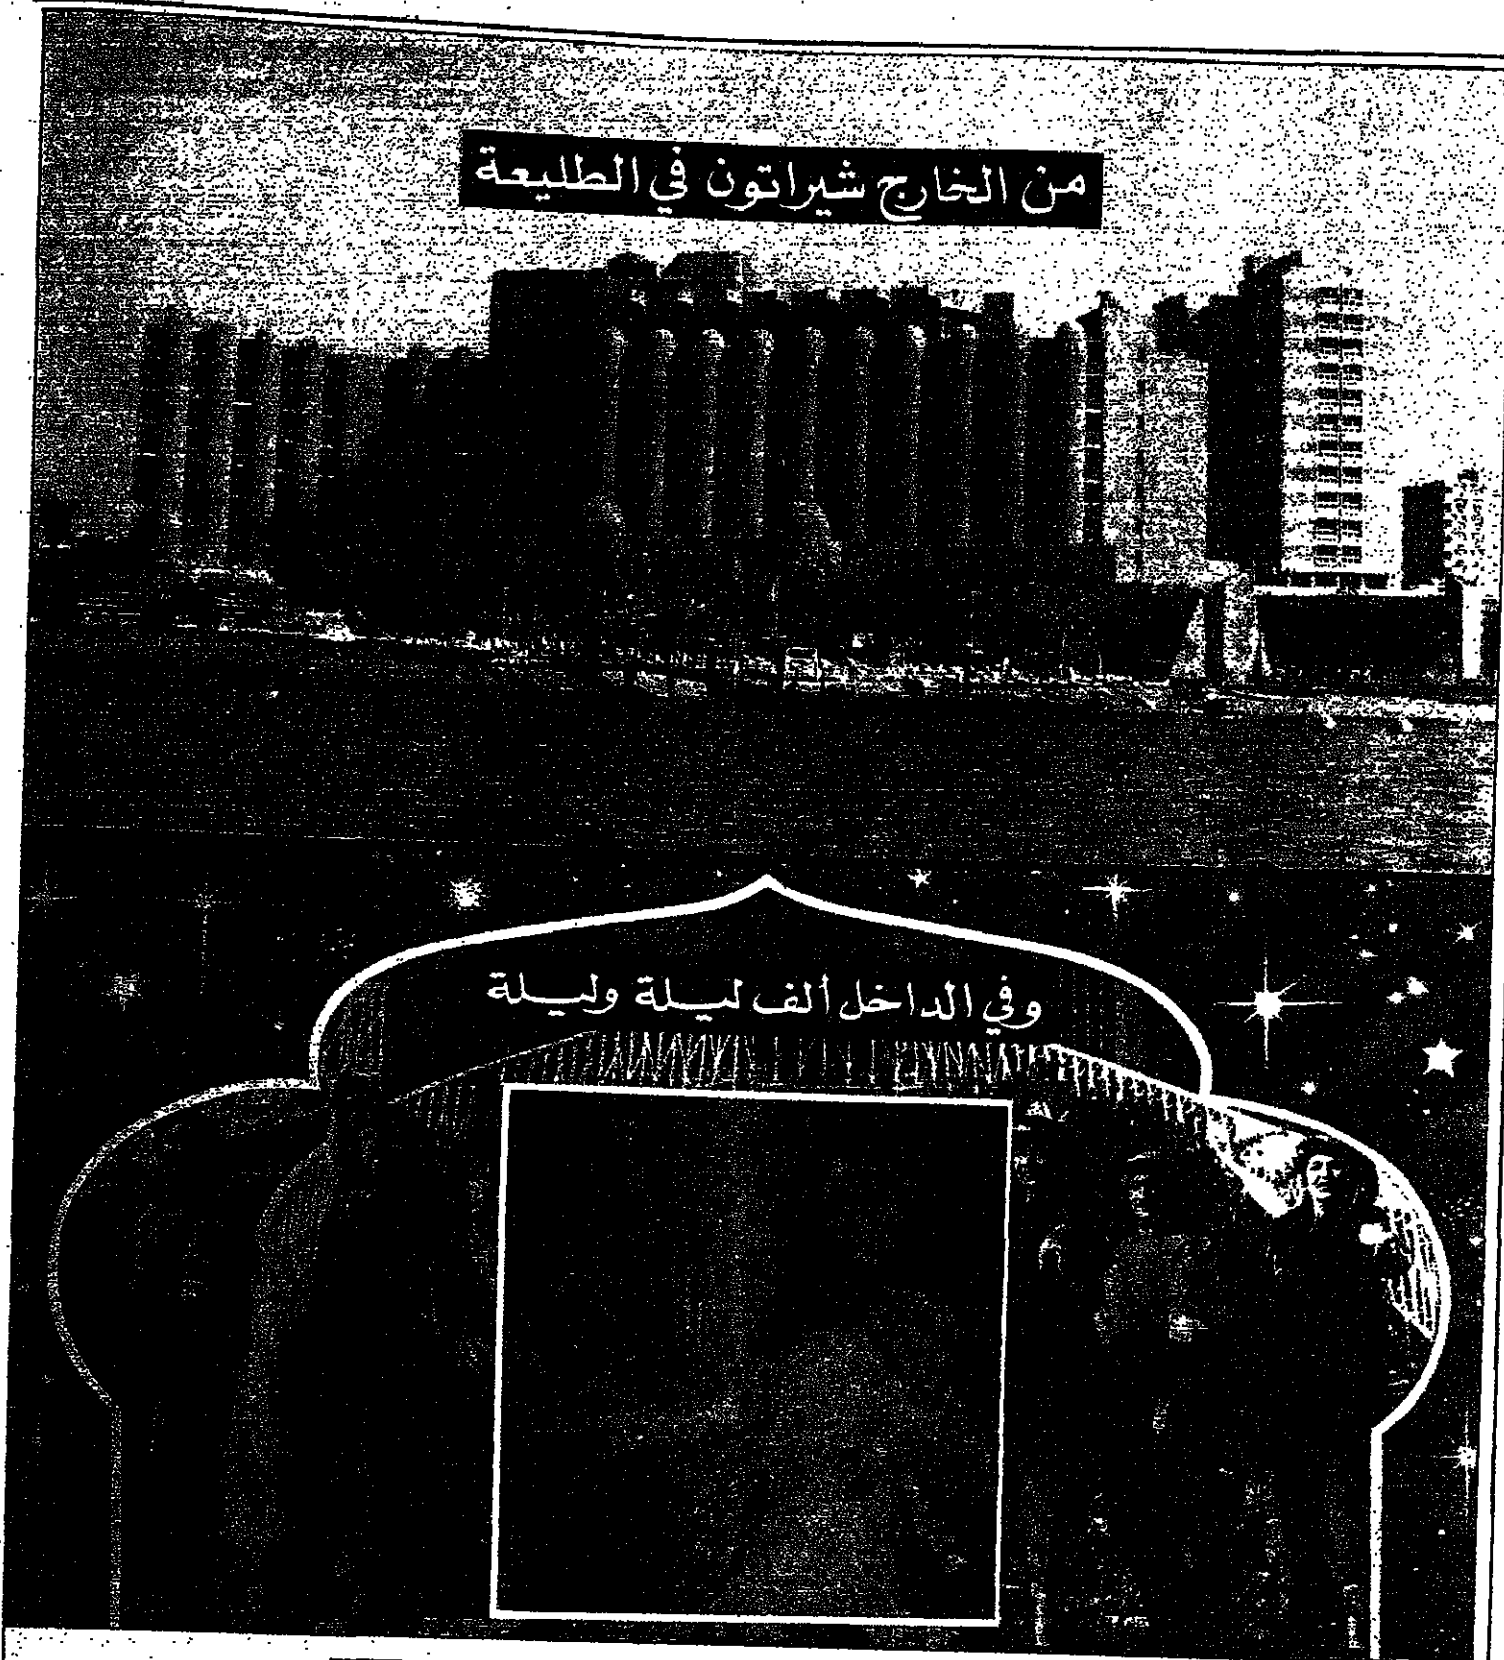 من الخارج شيراتون في الطليعة
وفي الداخل ألف ليلة وليلة